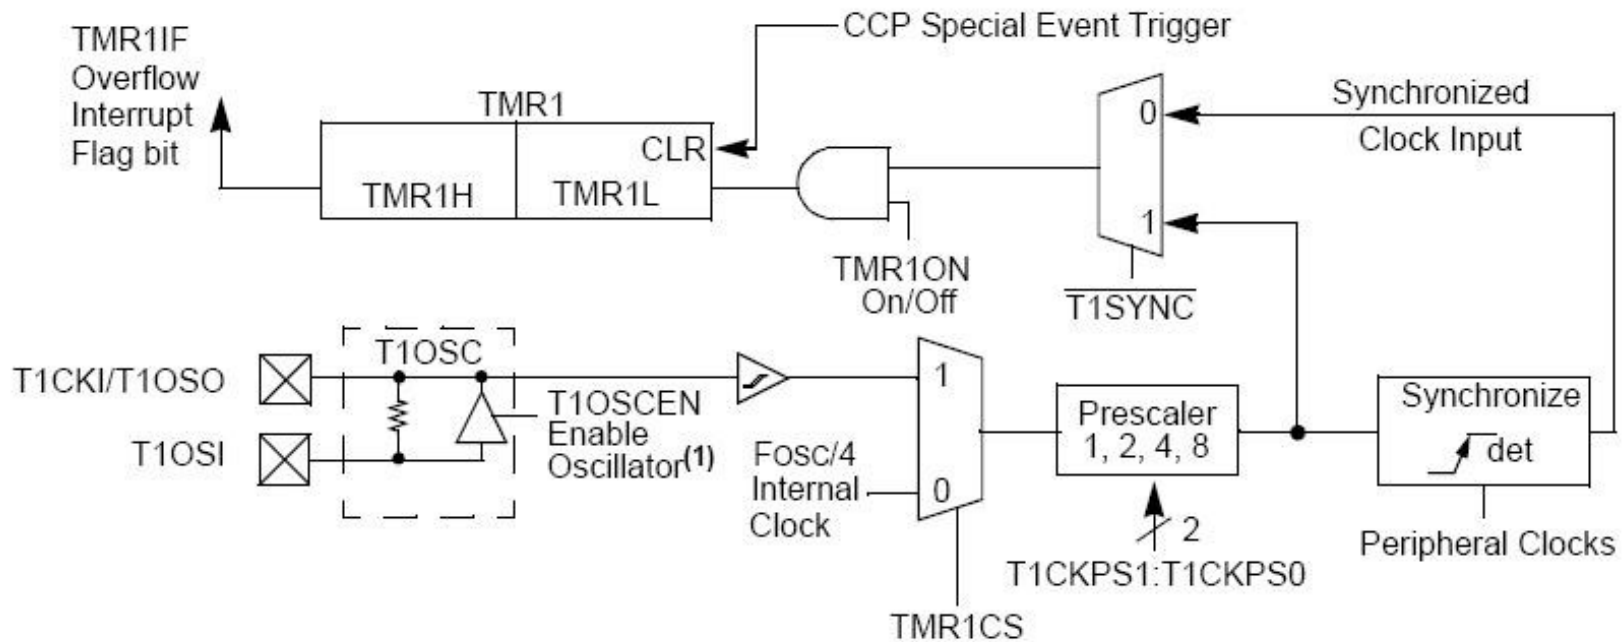 CCP Special Event Trigger
TMR1IF
Overflow
Interrupt
Flag bit
TMR1
CLR
TMR1H
TMR1L
0
1
Synchronized
Clock Input
TMR1ON
On/Off
T1SYNC
T1OSC
T1CKI/T1OSO
T1OSI
T1OSCEN
Enable
Oscillator(1)
FOSC/4
Internal
Clock
1
0
Prescaler
1, 2, 4, 8
Synchronize
det
2
T1CKPS1:T1CKPS0
Peripheral Clocks
TMR1CS